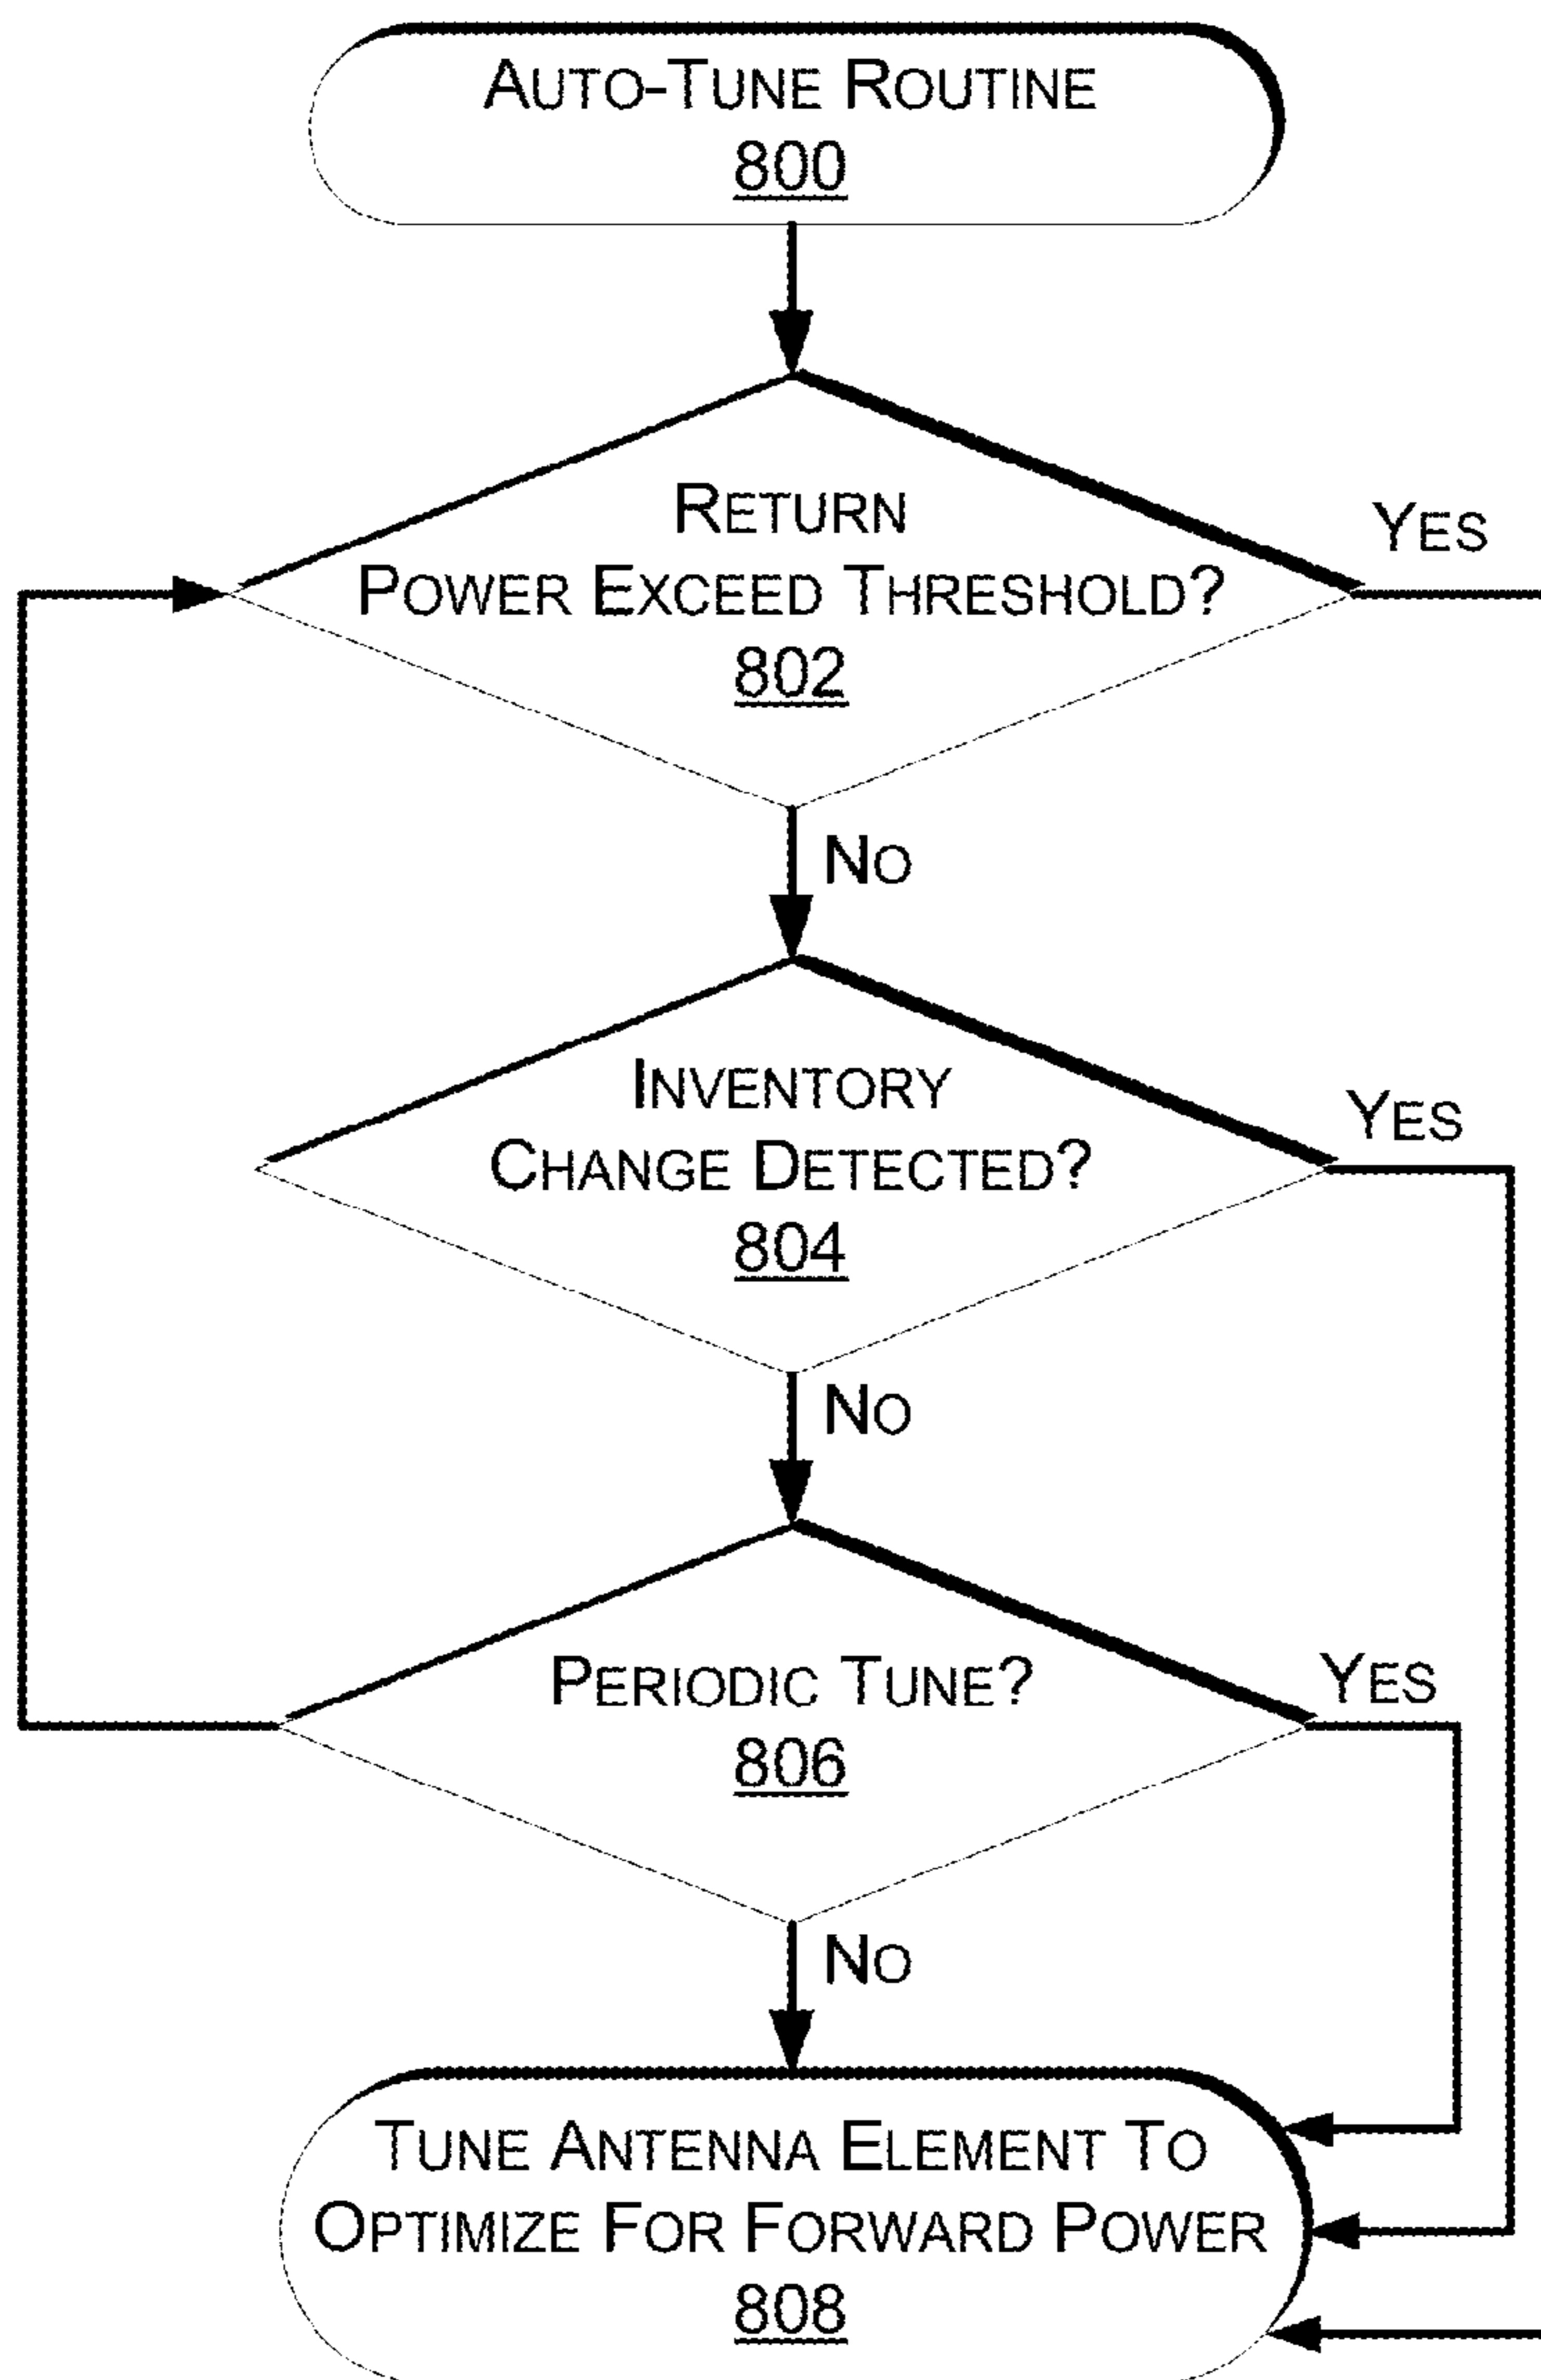 AUTO-TUNE ROUTINE
800
RETURN
POWER EXCEED THRESHOLD?
802
YES
NO
INVENTORY
CHANGE DETECTED?
804
YES
NO
PERIODIC TUNE?
806
YES
NO
TUNE ANTENNA ELEMENT TO
OPTIMIZE FOR FORWARD POWER
808